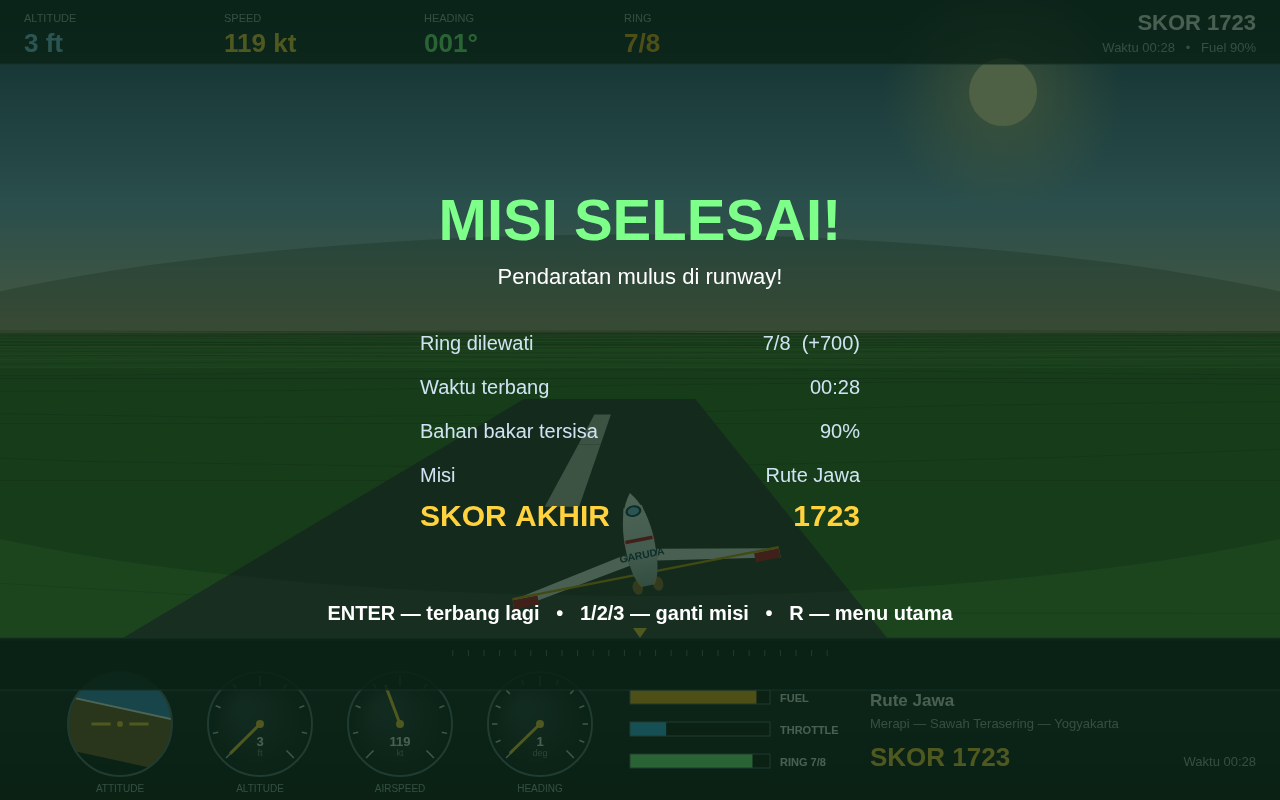 ALTITUDE SPEED HEADING RING SKOR 1723
3 ft 119 kt 001° 7/8 Waktu 00:28 • Fuel 90%
MISI SELESAI!
Pendaratan mulus di runway!
Ring dilewati 7/8 (+700)
Waktu terbang 00:28
Bahan bakar tersisa 90%
Misi Rute Jawa
SKOR AKHIR 1723
GARUDA
ENTER — terbang lagi • 1/2/3 — ganti misi • R — menu utama
FUEL Rute Jawa
THROTTLE Merapi — Sawah Terasering — Yogyakarta
3 119 1
ft kt deg
RING 7/8 SKOR 1723 Waktu 00:28
ATTITUDE ALTITUDE AIRSPEED HEADING